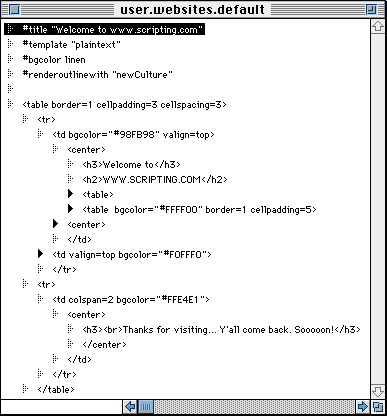 user.websites.default
#title "Welcome to www.scripting.com"
#template "plaintext"
#bgcolor linen
#renderoutlinewith "newCulture"
<table border=1 cellpadding=3 cellspacing=3>
<tr>
<td bgcolor="#98FB98" valign=top>
<center>
<h3>Welcome to</h3>
<h2>WWW.SCRIPTING.COM</h2>
<table>
<table  bgcolor="#FFFF00" border=1 cellpadding=5>
<center>
</td>
<td valign=top bgcolor="#F0FFF0">
</tr>
<tr>
<td colspan=2 bgcolor="#FFE4E1">
<center>
<h3><br>Thanks for visiting... Y'all come back. Sooooon!</h3>
</center>
</td>
</tr>
</table>